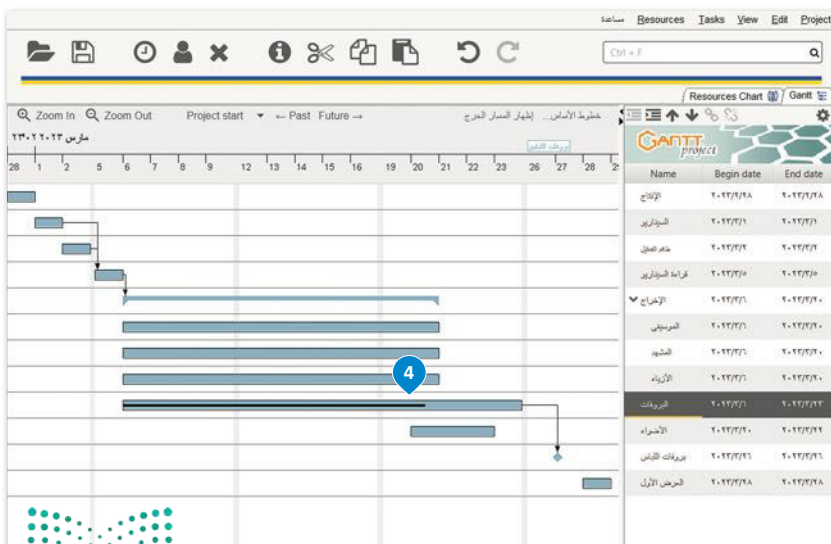 مساعدة Resources Tasks View Edit Project
Ctrl + F
Resources Chart Gantt
Zoom In Zoom Out Project start ← Past Future → خطوط الأساس... إظهار المسار الحرج
مارس ٢٠٢٣
بروفات اللباس
28 1 2 5 6 7 8 9 12 13 14 15 16 19 20 21 22 23 26 27 28
GANTT project
Name Begin date End date
الإنتاج ٢٠٢٣/٢/٢٨ ٢٠٢٣/٢/٢٨
السيناريو ٢٠٢٣/٣/١ ٢٠٢٣/٣/١
٢٠٢٣/٣/٢ ٢٠٢٣/٣/٢
قراءة السيناريو ٢٠٢٣/٣/٥ ٢٠٢٣/٣/٥
الإخراج ٢٠٢٣/٣/٦ ٢٠٢٣/٣/٢٠
الموسيقى ٢٠٢٣/٣/٦ ٢٠٢٣/٣/٢٠
المشهد ٢٠٢٣/٣/٦ ٢٠٢٣/٣/٢٠
الأزياء ٢٠٢٣/٣/٦ ٢٠٢٣/٣/٢٠
4
البروفات ٢٠٢٣/٣/٦ ٢٠٢٣/٣/٢٣
الأضواء ٢٠٢٣/٣/٢٠ ٢٠٢٣/٣/٢٢
بروفات اللباس ٢٠٢٣/٣/٢٦ ٢٠٢٣/٣/٢٦
العرض الأول ٢٠٢٣/٣/٢٨ ٢٠٢٣/٣/٢٨